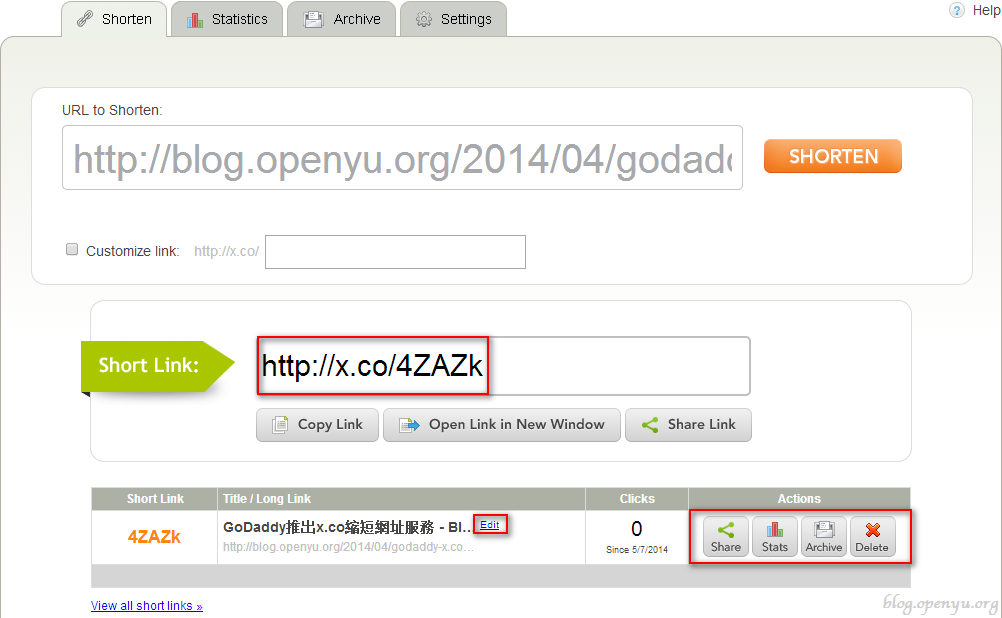 Shorten Statistics Archive Settings Help
URL to Shorten:
http://blog.openyu.org/2014/04/godadd
SHORTEN
Customize link: http://x.co/
Short Link: http://x.co/4ZAZk
Copy Link Open Link in New Window Share Link
Short Link Title / Long Link Clicks Actions
4ZAZk GoDaddy推出x.co縮短網址服務 - Bl... Edit 0
http://blog.openyu.org/2014/04/godaddy-x.co... Since 5/7/2014 Share Stats Archive Delete
View all short links »
blog.openyu.org